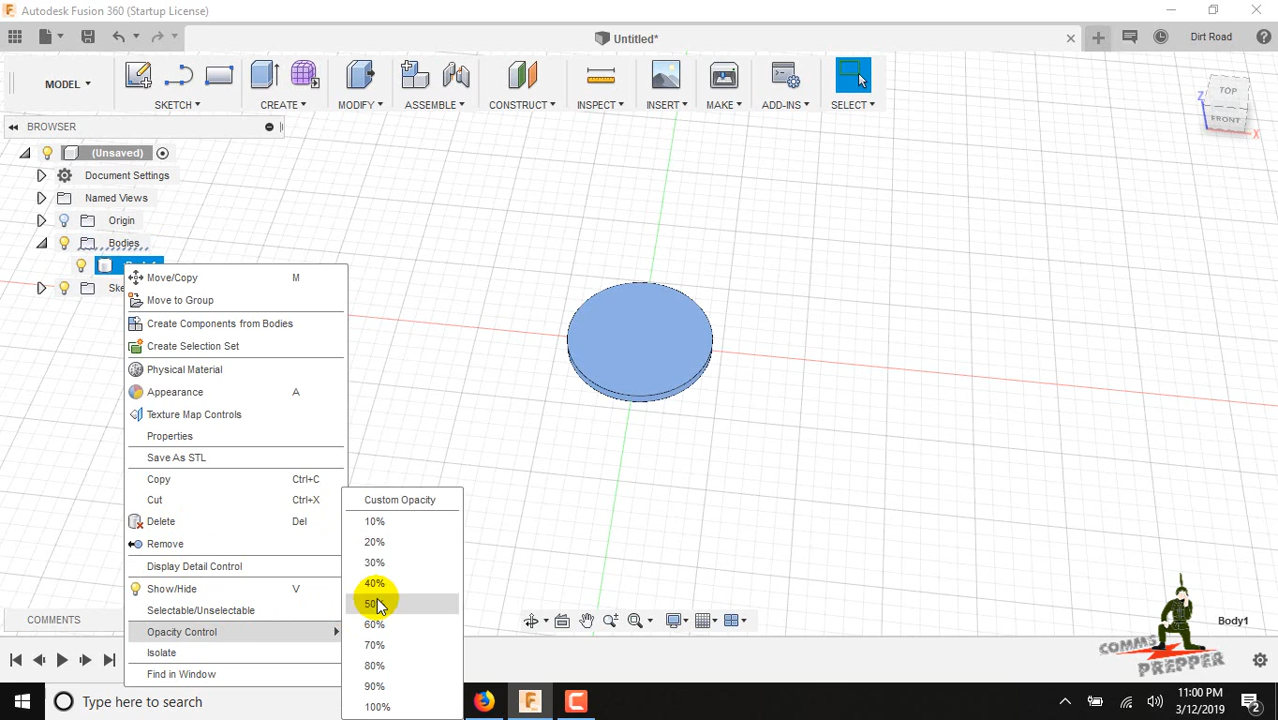 Autodesk Fusion 360 (Startup License)
Untitled*
Dirt Road
MODEL
SKETCH
CREATE
MODIFY
ASSEMBLE
CONSTRUCT
INSPECT
INSERT
MAKE
ADD-INS
SELECT
TOP
FRONT
Z
X
BROWSER
(Unsaved)
Document Settings
Named Views
Origin
Bodies
Ske
Move/Copy M
Move to Group
Create Components from Bodies
Create Selection Set
Physical Material
Appearance A
Texture Map Controls
Properties
Save As STL
Copy Ctrl+C
Cut Ctrl+X
Delete Del
Remove
Display Detail Control
Show/Hide V
Selectable/Unselectable
Opacity Control
Isolate
Find in Window
Custom Opacity
10%
20%
30%
40%
50%
60%
70%
80%
90%
100%
COMMENTS
Body1
COMMS
PREPPER
Type here to search
11:00 PM
3/12/2019
2